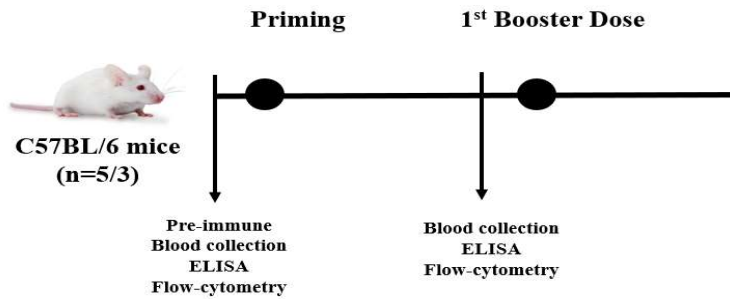 Priming
1st Booster Dose
C57BL/6 mice
(n=5/3)
Pre-immune
Blood collection
ELISA
Flow-cytometry
Blood collection
ELISA
Flow-cytometry